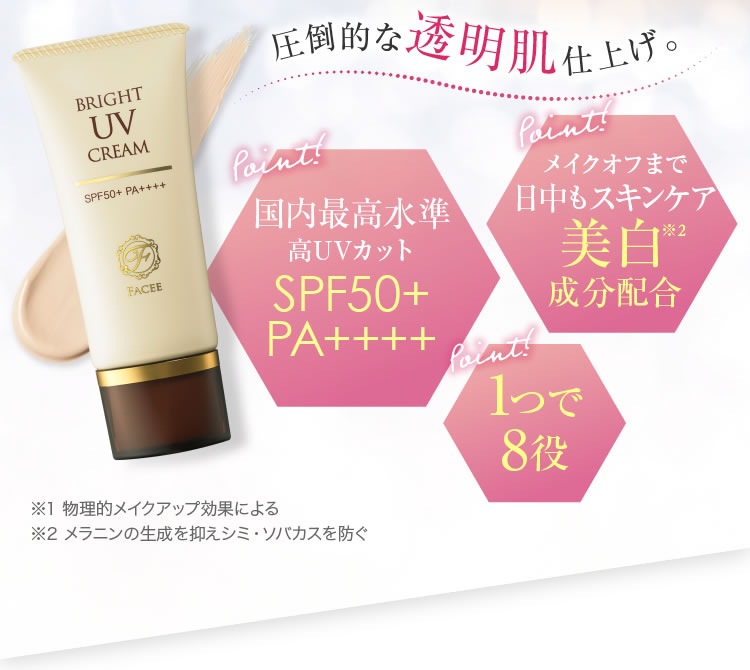 圧倒的な透明肌仕上げ。
BRIGHT
UV
CREAM
SPF50+ PA++++
F
FACEE
Point!
国内最高水準
高UVカット
SPF50+
PA++++
Point!
メイクオフまで
日中もスキンケア
美白※2
成分配合
Point!
1つで
8役
※1 物理的メイクアップ効果による
※2 メラニンの生成を抑えシミ・ソバカスを防ぐ